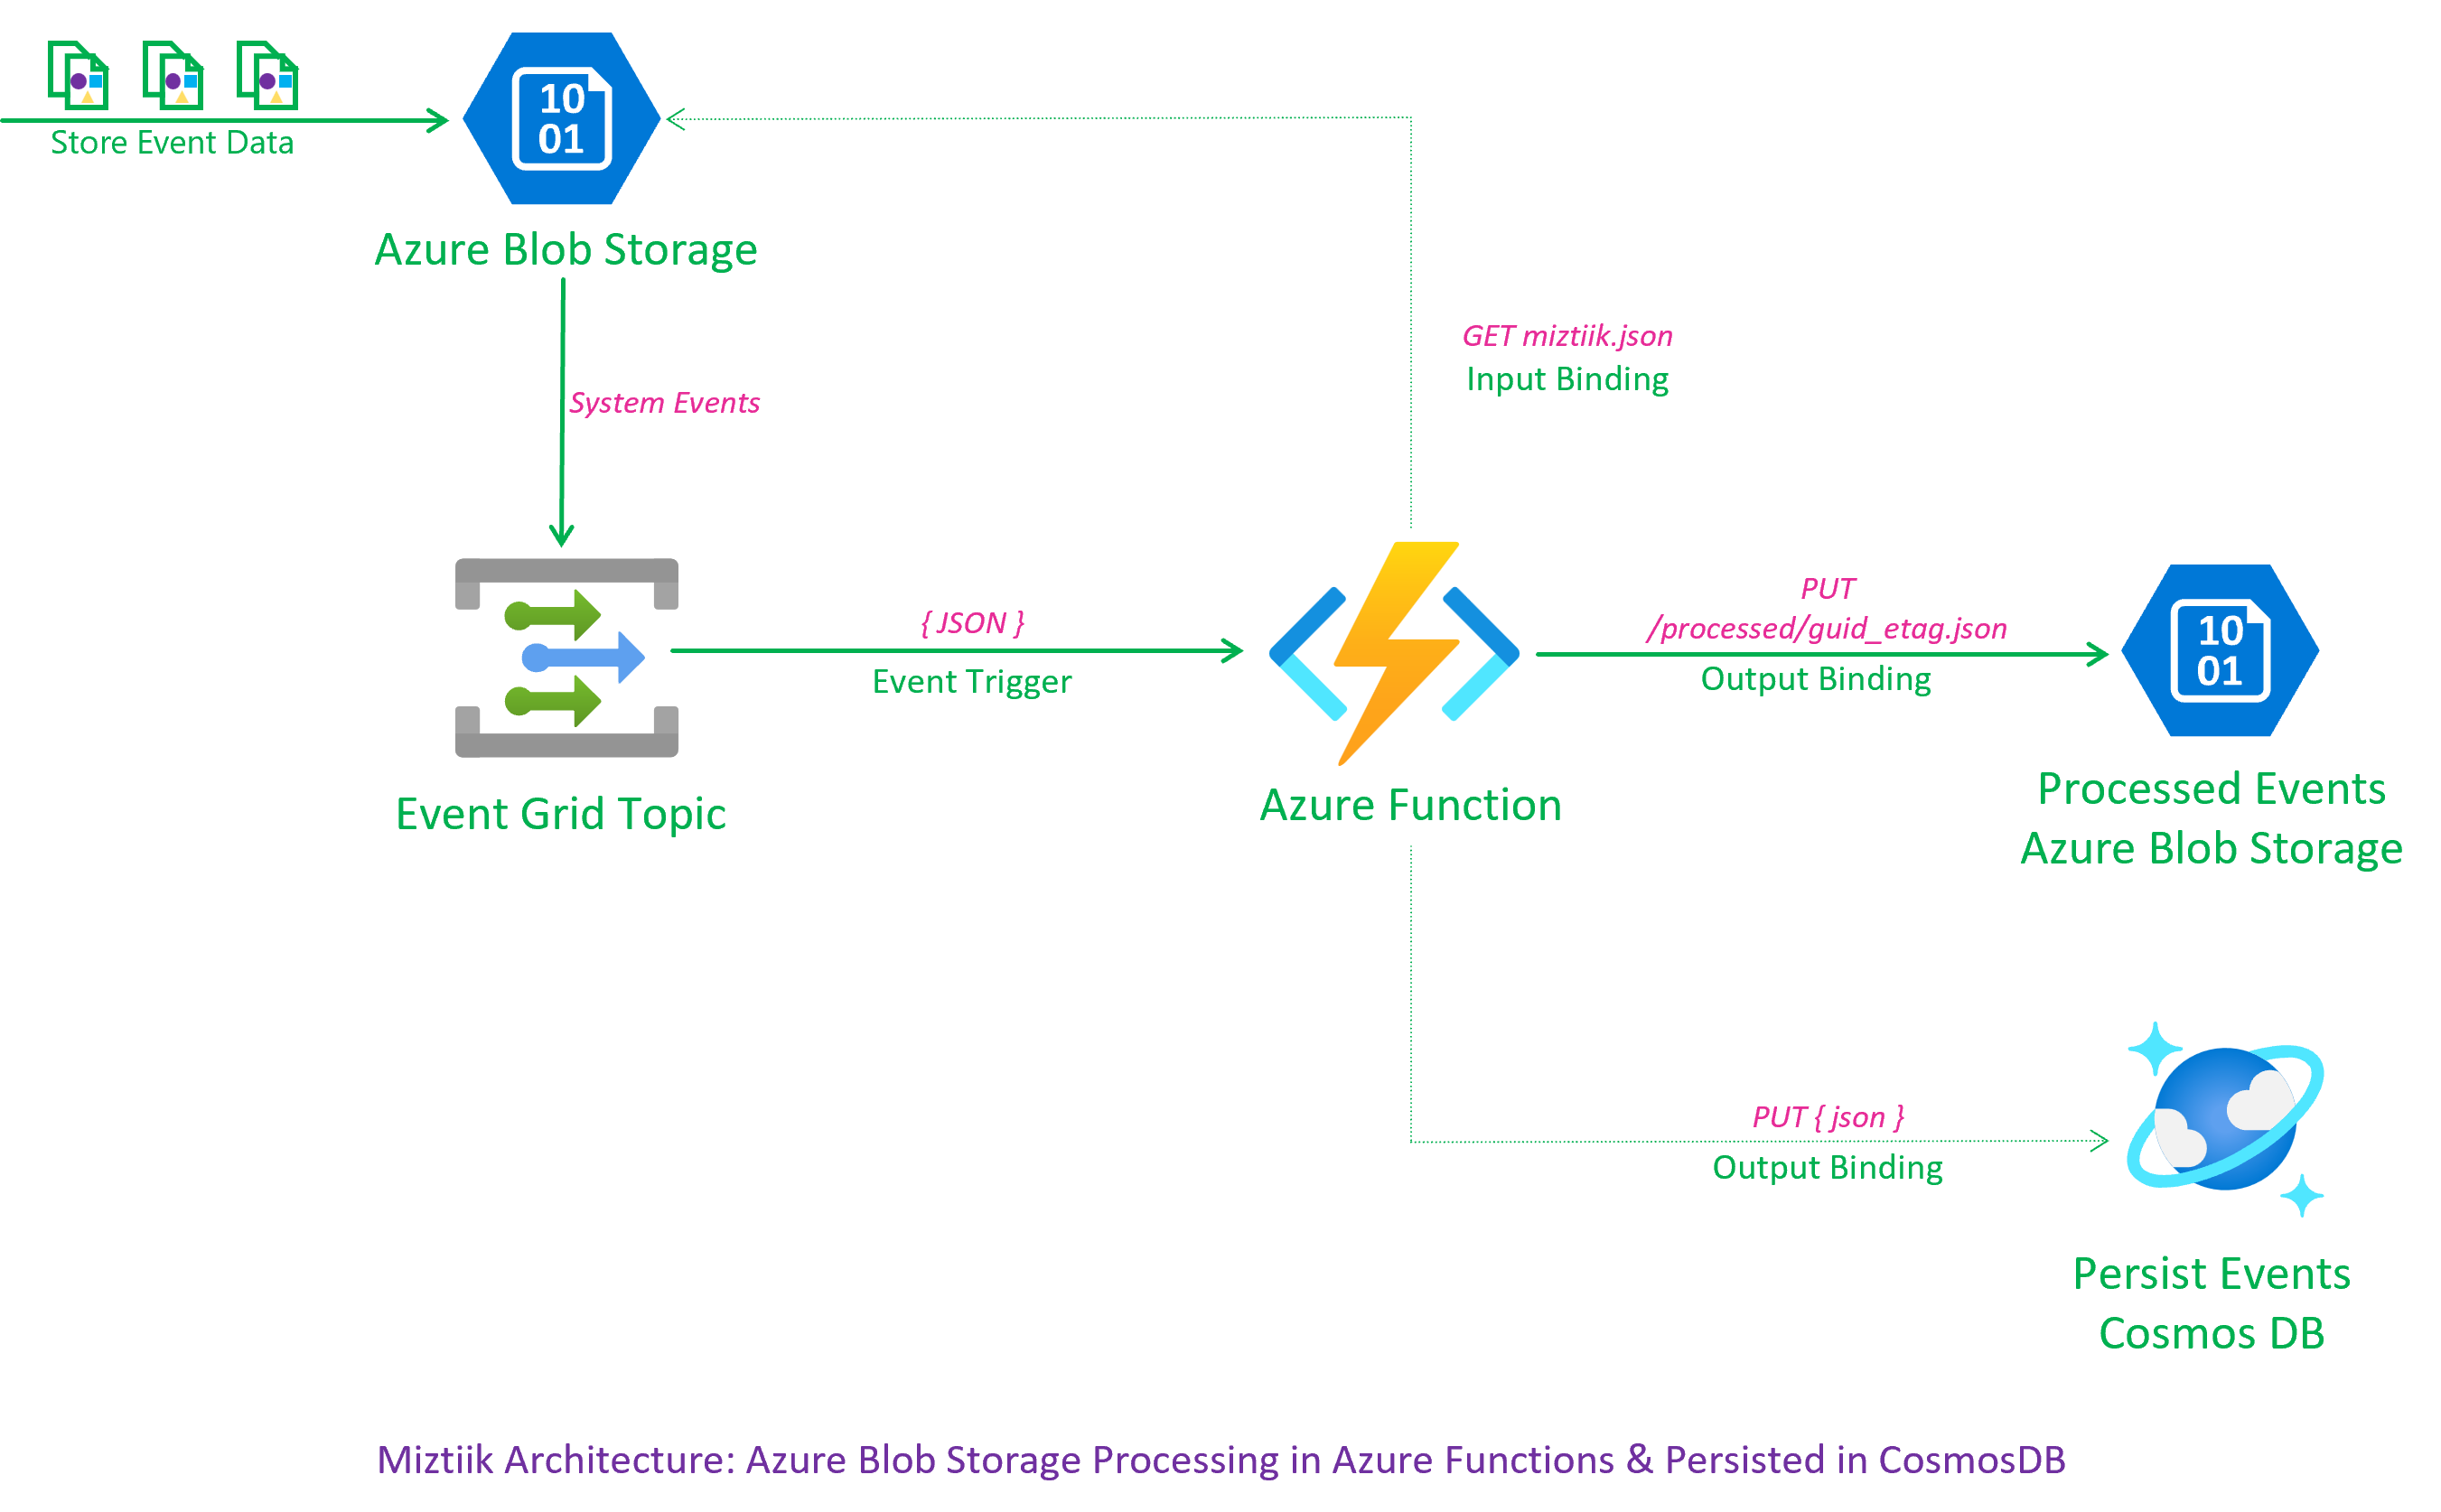 10
01
Store Event Data
Azure Blob Storage
GET miztiik.json
Input Binding
System Events
{ JSON }
Event Trigger
PUT
/processed/guid_etag.json
Output Binding
10
01
Event Grid Topic
Azure Function
Processed Events
Azure Blob Storage
PUT { json }
Output Binding
Persist Events
Cosmos DB
Miztiik Architecture: Azure Blob Storage Processing in Azure Functions & Persisted in CosmosDB